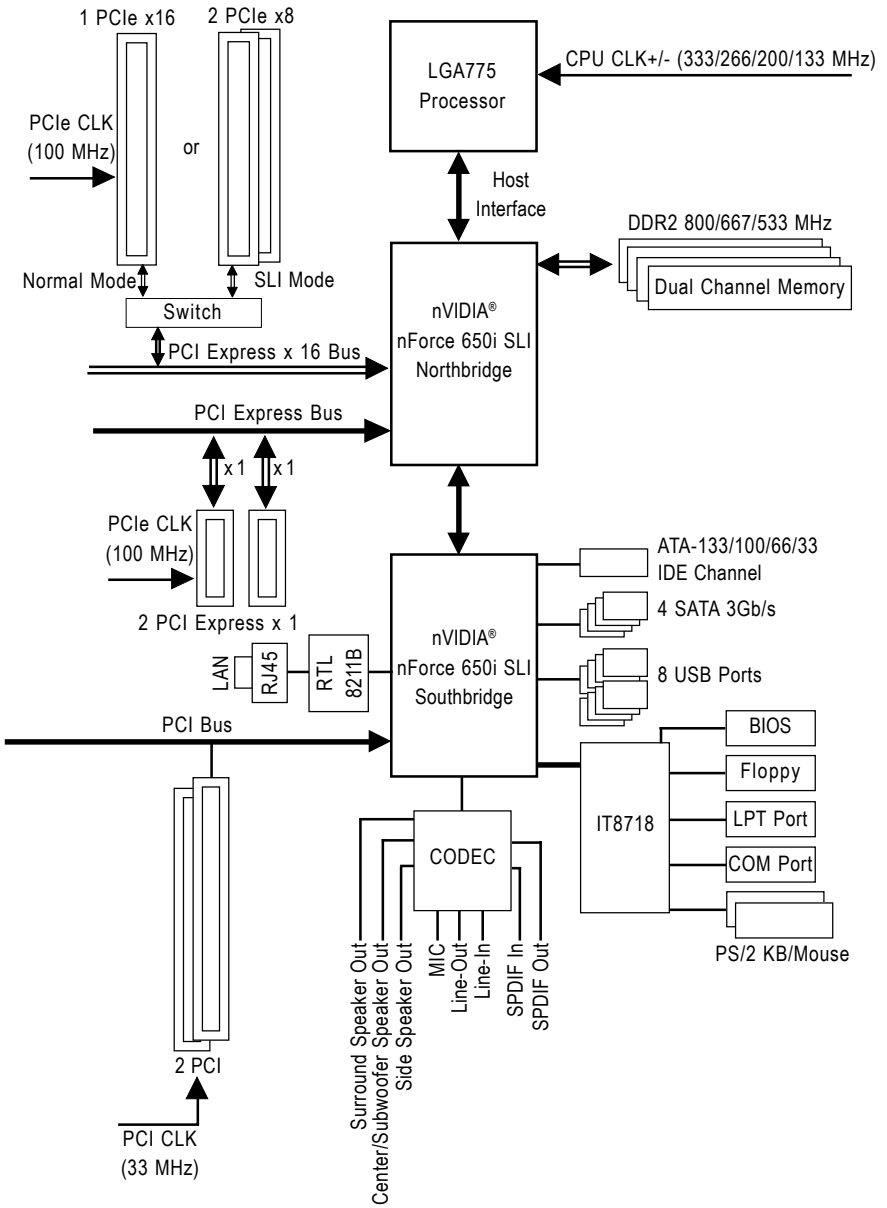 1 PCIe x16
2 PCIe x8
LGA775
Processor
CPU CLK+/- (333/266/200/133 MHz)
PCIe CLK
(100 MHz)
or
Host
Interface
DDR2 800/667/533 MHz
Dual Channel Memory
Normal Mode
SLI Mode
Switch
nVIDIA®
nForce 650i SLI
Northbridge
PCI Express x 16 Bus
PCI Express Bus
x1
x1
PCIe CLK
(100 MHz)
2 PCI Express x 1
ATA-133/100/66/33
IDE Channel
4 SATA 3Gb/s
8 USB Ports
nVIDIA®
nForce 650i SLI
Southbridge
LAN
RJ45
RTL
8211B
PCI Bus
BIOS
Floppy
LPT Port
COM Port
PS/2 KB/Mouse
IT8718
CODEC
Surround Speaker Out
Center/Subwoofer Speaker Out
Side Speaker Out
MIC
Line-Out
Line-In
SPDIF In
SPDIF Out
2 PCI
PCI CLK
(33 MHz)